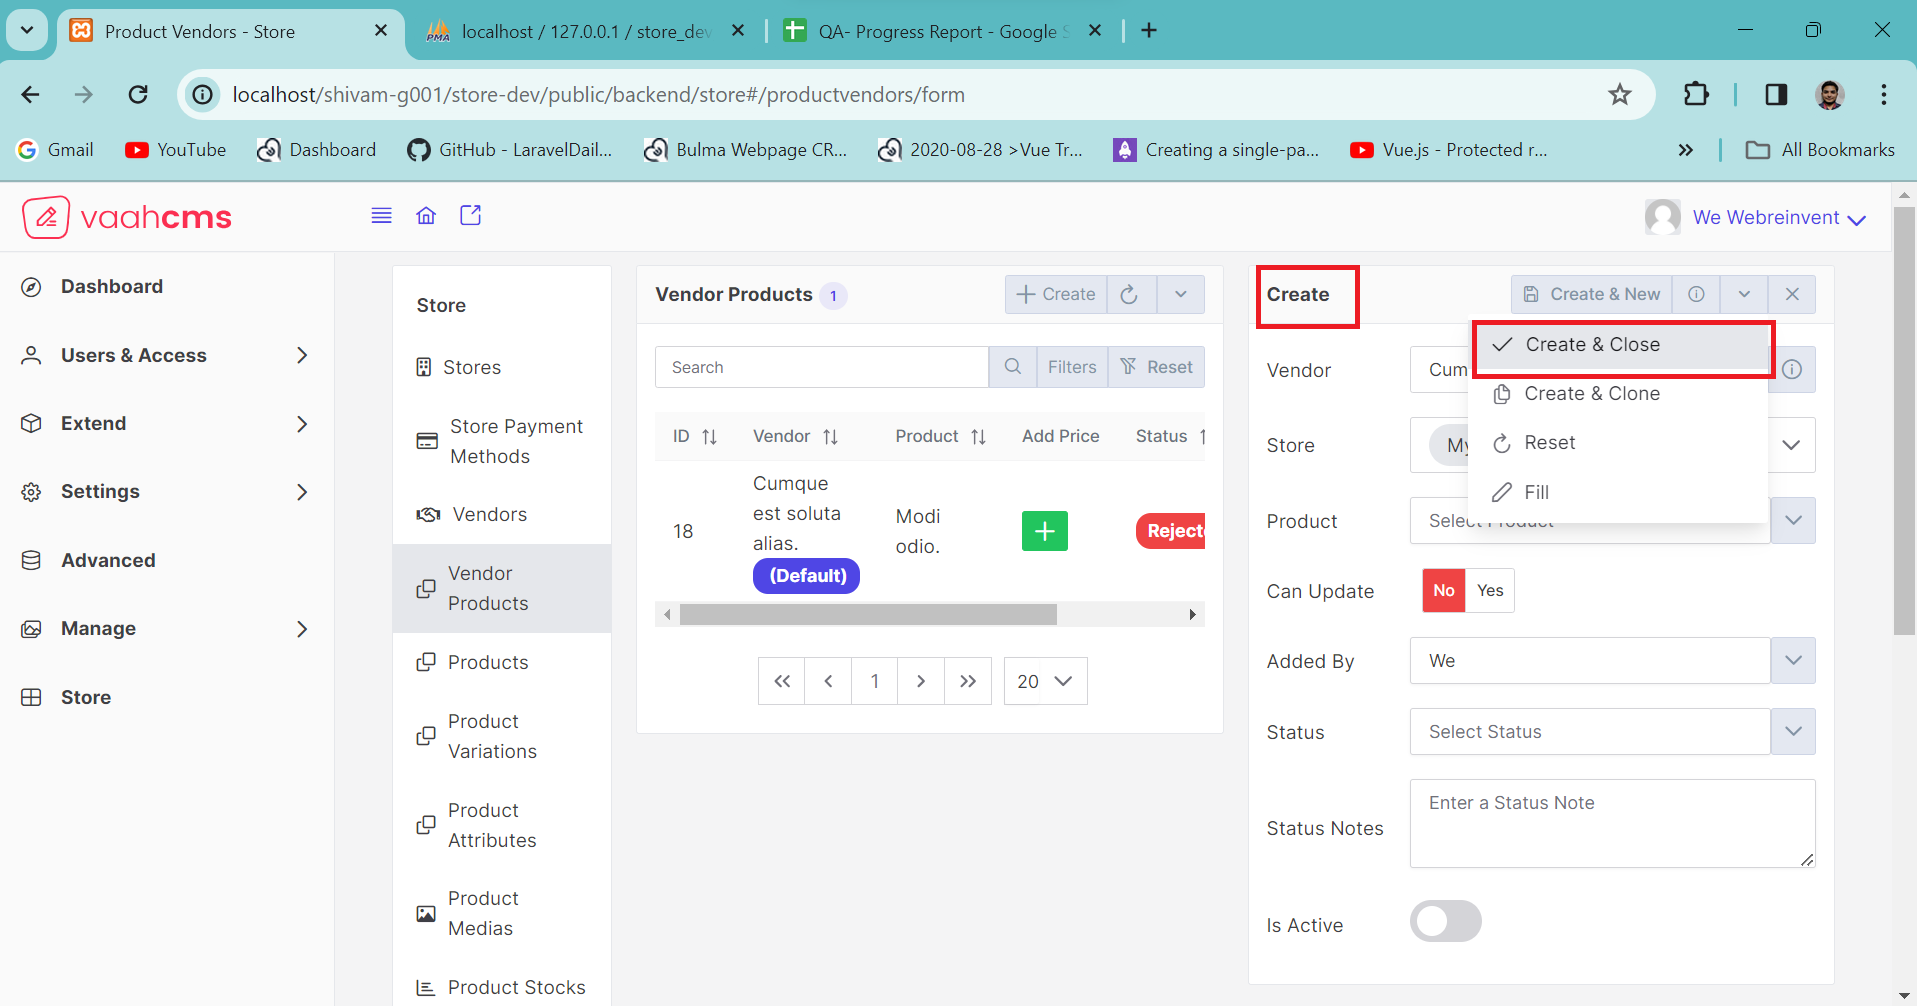 Product Vendors - Store
localhost / 127.0.0.1 / store_dev
QA- Progress Report - Google S
localhost/shivam-g001/store-dev/public/backend/store#/productvendors/form
Gmail
YouTube
Dashboard
GitHub - LaravelDail...
Bulma Webpage CR...
2020-08-28 >Vue Tr...
Creating a single-pa...
Vue.js - Protected r...
All Bookmarks
vaahcms
We Webreinvent
Dashboard
Users & Access
Extend
Settings
Advanced
Manage
Store
Store
Stores
Store Payment
Methods
Vendors
Vendor
Products
Products
Product
Variations
Product
Attributes
Product
Medias
Product Stocks
Vendor Products 1
Create
Search
Filters
Reset
ID
Vendor
Product
Add Price
Status
18
Cumque
est soluta
alias.
(Default)
Modi
odio.
Rejecte
1
20
Create
Create & New
Create & Close
Create & Clone
Reset
Fill
Vendor
Cum
Store
My
Product
Select Product
Can Update
No
Yes
Added By
We
Status
Select Status
Status Notes
Enter a Status Note
Is Active